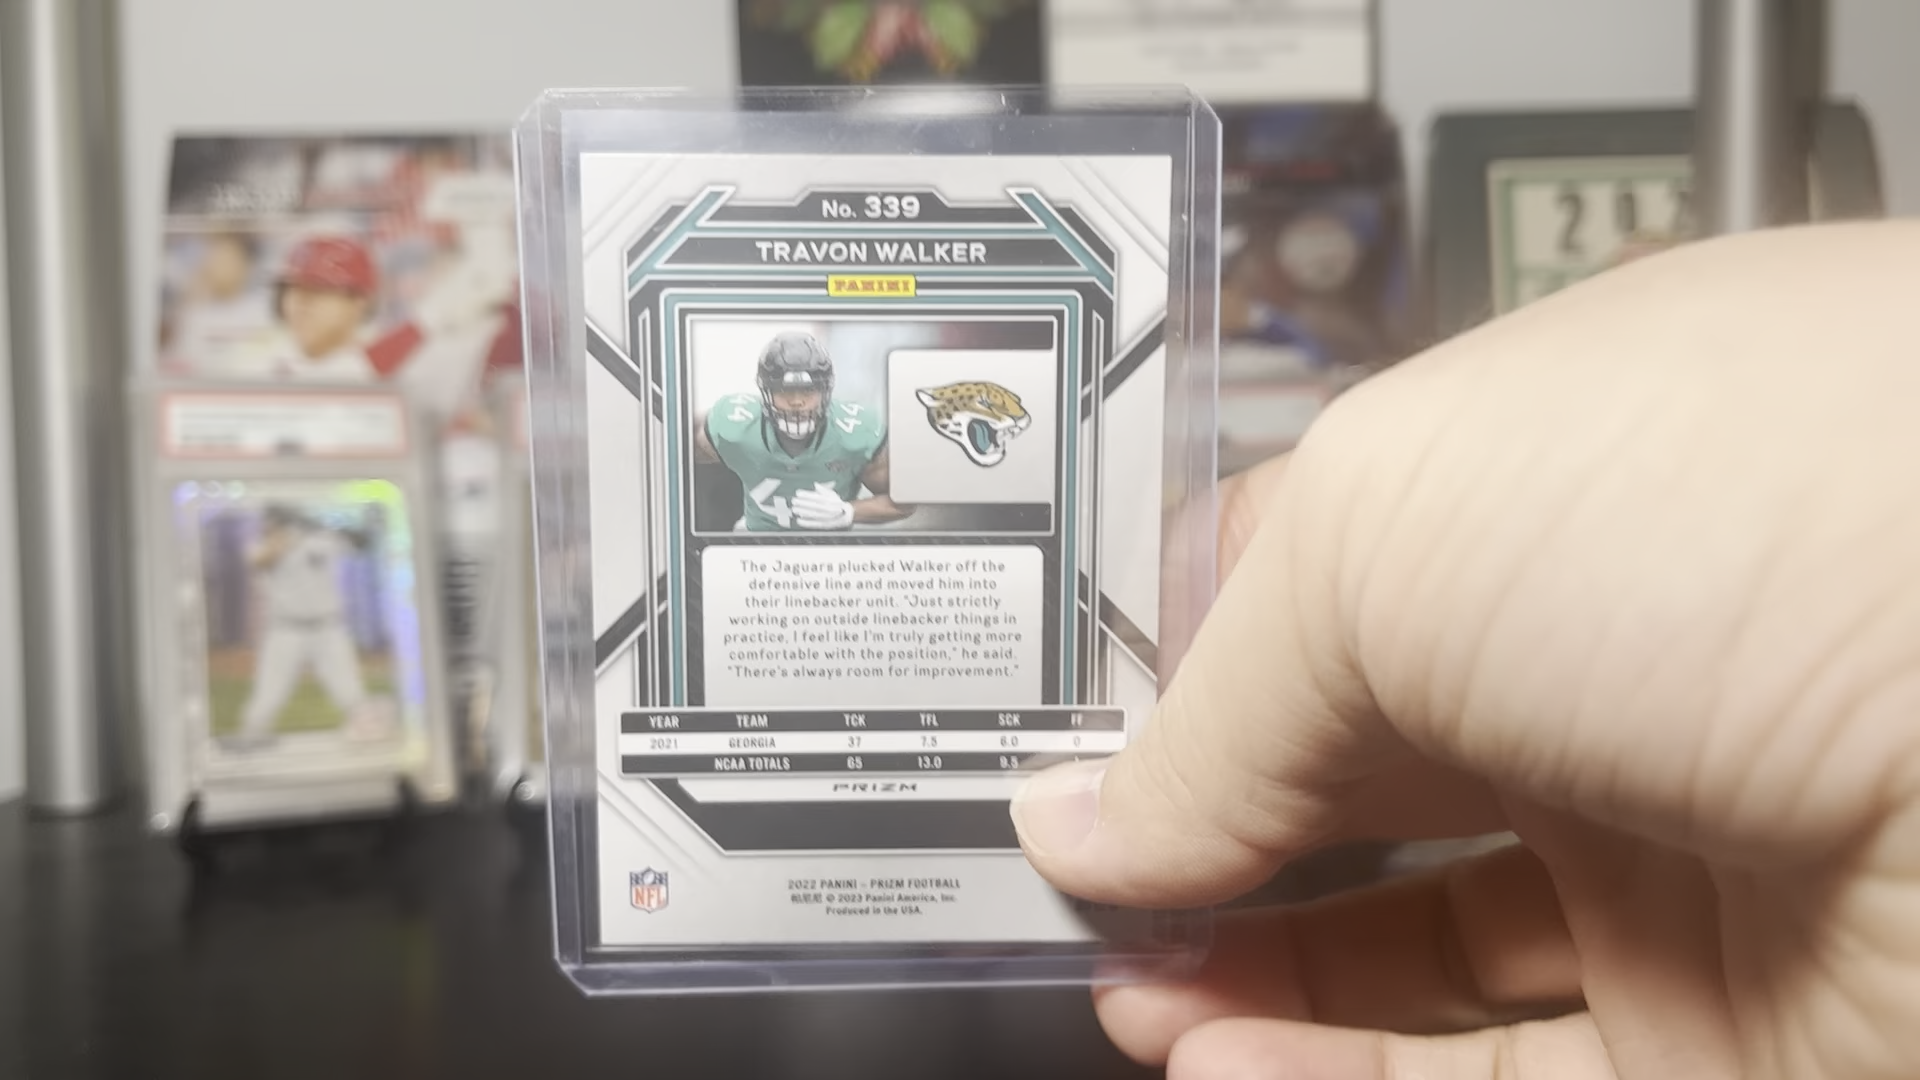 No. 339
TRAVON WALKER
PANINI
44
44
The Jaguars plucked Walker off the
defensive line and moved him into
their linebacker unit. "Just strictly
working on outside linebacker things in
practice, I feel like I'm truly getting more
comfortable with the position," he said.
"There's always room for improvement."
YEAR TEAM TCK TFL SCK FF
2021 GEORGIA 37 7.5 6.0 0
NCAA TOTALS 65 13.0 9.5
PRIZM
NFL
2022 PANINI – PRIZM FOOTBALL
© 2023 Panini America, Inc.
Produced in the USA.